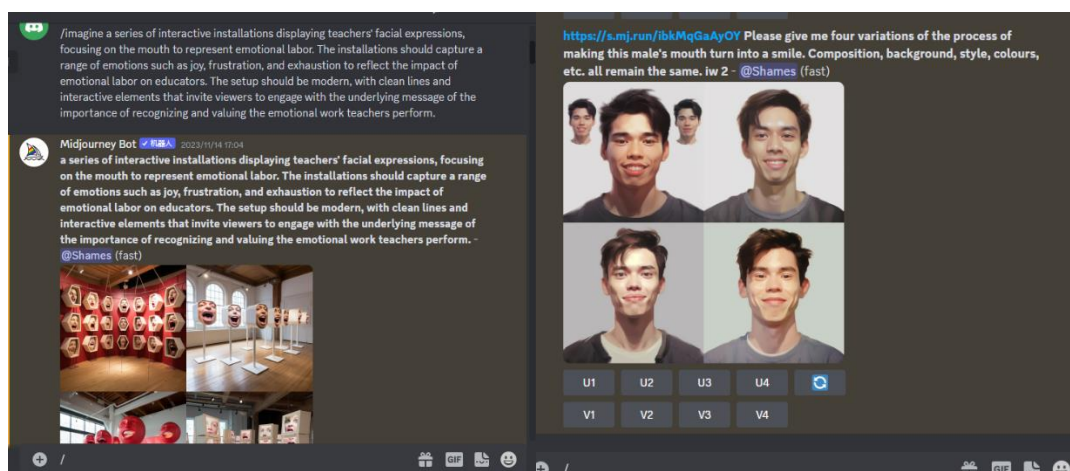 /imagine a series of interactive installations displaying teachers' facial expressions,
focusing on the mouth to represent emotional labor. The installations should capture a
range of emotions such as joy, frustration, and exhaustion to reflect the impact of
emotional labor on educators. The setup should be modern, with clean lines and
interactive elements that invite viewers to engage with the underlying message of the
importance of recognizing and valuing the emotional work teachers perform.
Midjourney Bot ✓ 机器人 2023/11/14 17:04
a series of interactive installations displaying teachers' facial expressions, focusing
on the mouth to represent emotional labor. The installations should capture a range
of emotions such as joy, frustration, and exhaustion to reflect the impact of
emotional labor on educators. The setup should be modern, with clean lines and
interactive elements that invite viewers to engage with the underlying message of
the importance of recognizing and valuing the emotional work teachers perform. -
@Shames (fast)
/
GIF
https://s.mj.run/ibkMqGaAyOY Please give me four variations of the process of
making this male's mouth turn into a smile. Composition, background, style, colours,
etc. all remain the same. iw 2 - @Shames (fast)
U1 U2 U3 U4
V1 V2 V3 V4
/
GIF